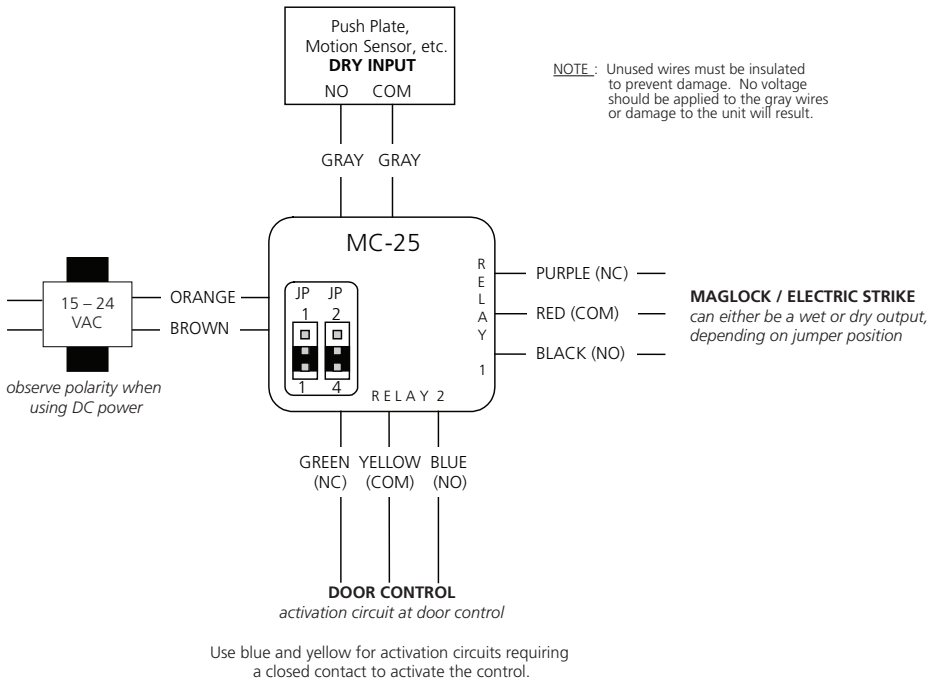 Push Plate,
Motion Sensor, etc.
DRY INPUT
NO COM
NOTE : Unused wires must be insulated
to prevent damage. No voltage
should be applied to the gray wires
or damage to the unit will result.
GRAY GRAY
MC-25
RELAY 1
PURPLE (NC)
RED (COM)
BLACK (NO)
MAGLOCK / ELECTRIC STRIKE
can either be a wet or dry output,
depending on jumper position
15 – 24
VAC
ORANGE
BROWN
observe polarity when
using DC power
JP JP
1 2
1 4
RELAY 2
GREEN YELLOW BLUE
(NC) (COM) (NO)
DOOR CONTROL
activation circuit at door control
Use blue and yellow for activation circuits requiring
a closed contact to activate the control.